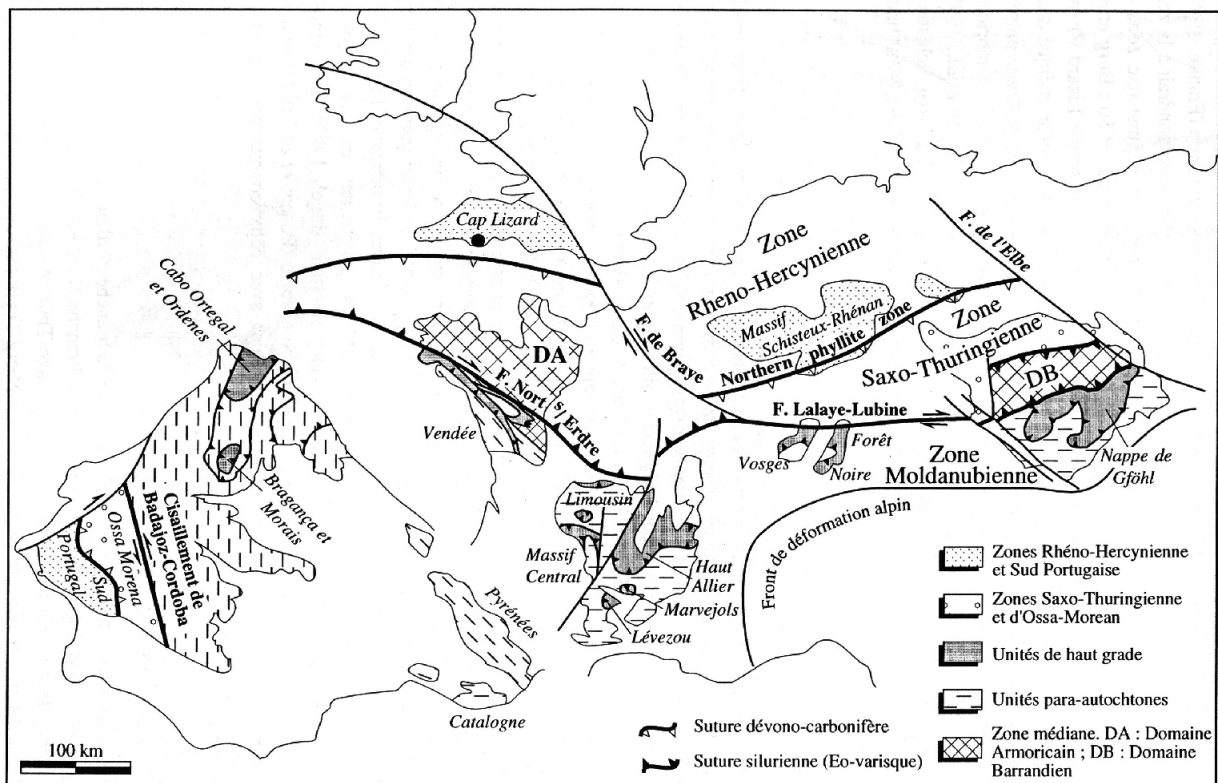 Cap Lizard
Zone
Rheno-Hercynienne
F. de l'Elbe
Cabo Ortegal
et Ordenes
Massif
Schisteux-Rhénan
Zone
Northern phyllite zone
Saxo-Thuringienne
F. de Braye
DA
DB
F. Nort s/ Erdre
F. Lalaye-Lubine
Vendée
Vosges
Forêt
Noire
Zone
Moldanubienne
Nappe de
Gföhl
Bragança et
Morais
Limousin
Massif
Central
Haut
Allier
Marvejols
Lévezou
Front de déformation alpin
Cisaillement de
Badajoz-Cordoba
Ossa Morena
Sud
Portugal
Pyrénées
Catalogne
Zones Rhéno-Hercynienne
et Sud Portugaise
Zones Saxo-Thuringienne
et d'Ossa-Morean
Unités de haut grade
Unités para-autochtones
Zone médiane. DA : Domaine
Armoricain ; DB : Domaine
Barrandien
Suture dévono-carbonifère
Suture silurienne (Eo-varisque)
100 km